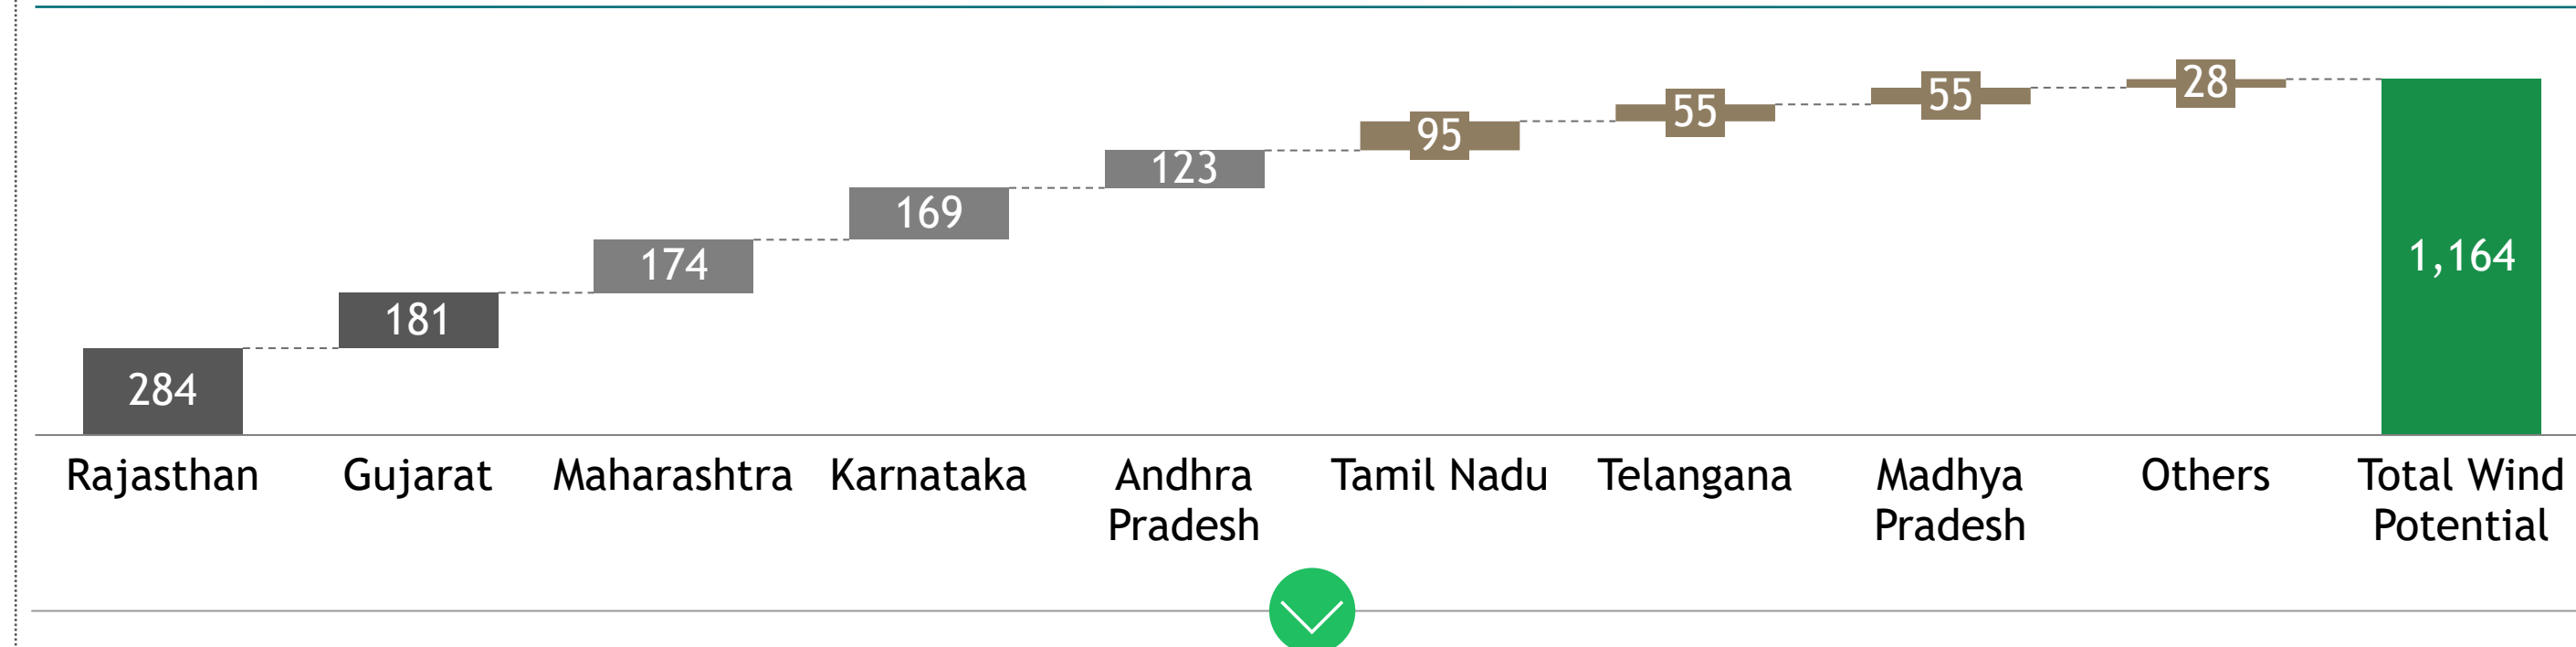 284
181
174
169
123
95
55
55
28
1,164
Rajasthan
Gujarat
Maharashtra
Karnataka
Andhra
Pradesh
Tamil Nadu
Telangana
Madhya
Pradesh
Others
Total Wind
Potential